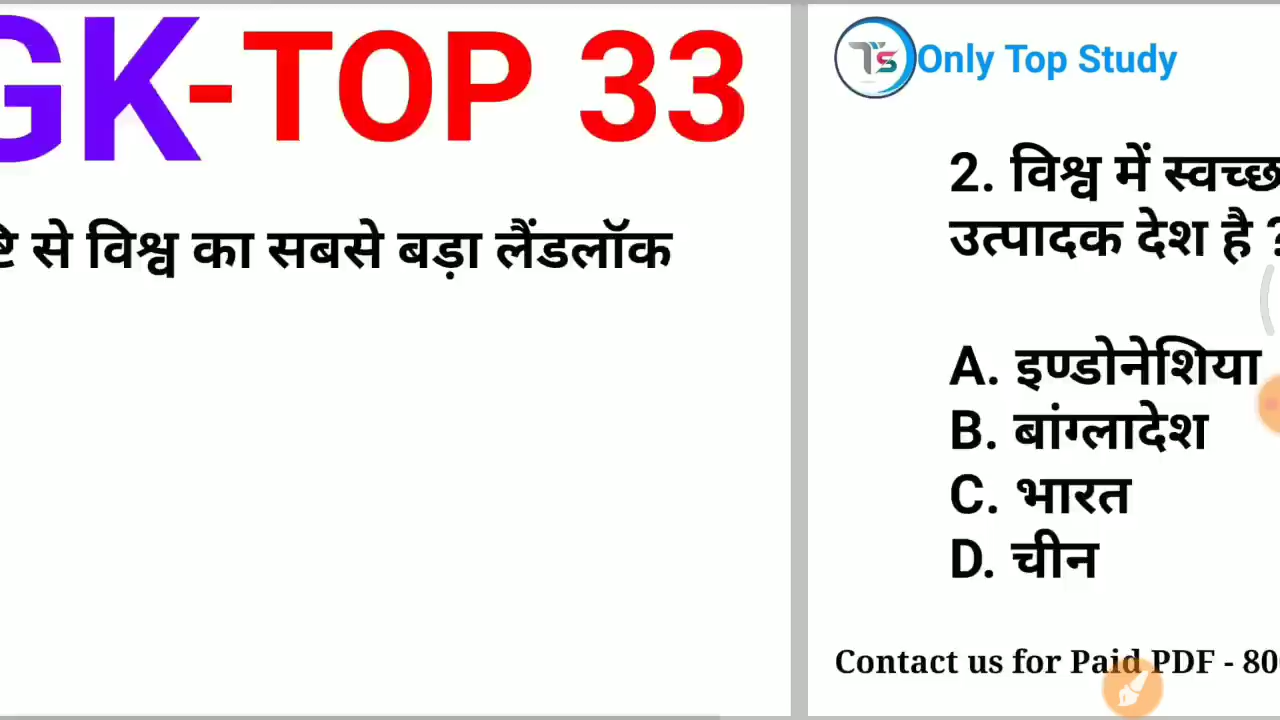 GK-TOP 33
से विश्व का सबसे बड़ा लैंडलॉक
TS Only Top Study
2. विश्व में स्वच्छ
उत्पादक देश है ?
A. इण्डोनेशिया
B. बांग्लादेश
C. भारत
D. चीन
Contact us for Paid PDF - 80